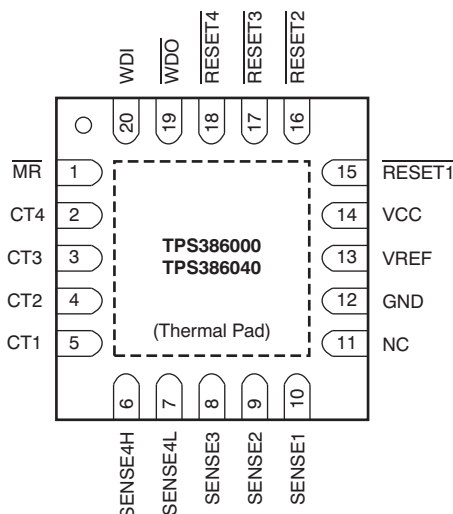 WDI
WDO
RESET4
RESET3
RESET2
20
19
18
17
16
MR 1
15 RESET1
CT4 2
14 VCC
CT3 3
13 VREF
CT2 4
12 GND
CT1 5
11 NC
TPS386000
TPS386040
(Thermal Pad)
6
7
8
9
10
SENSE4H
SENSE4L
SENSE3
SENSE2
SENSE1